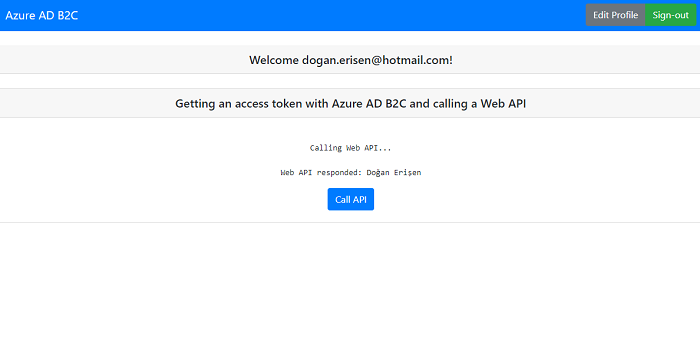 Azure AD B2C
Edit Profile
Sign-out
Welcome dogan.erisen@hotmail.com!
Getting an access token with Azure AD B2C and calling a Web API
Calling Web API...
Web API responded: Doğan Erişen
Call API